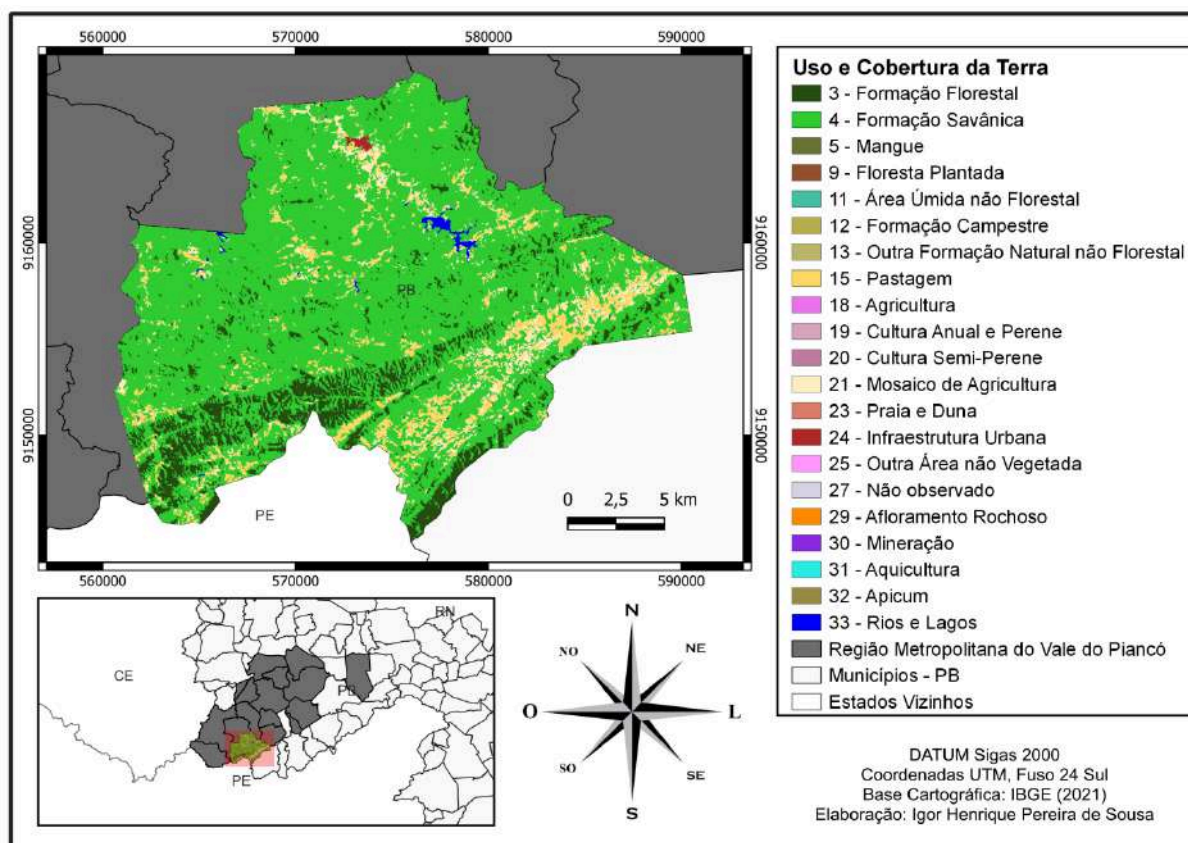 560000 570000 580000 590000
9160000
9150000
9160000
9150000
PB
PE
0 2,5 5 km
560000 570000 580000 590000
Uso e Cobertura da Terra
3 - Formação Florestal
4 - Formação Savânica
5 - Mangue
9 - Floresta Plantada
11 - Área Úmida não Florestal
12 - Formação Campestre
13 - Outra Formação Natural não Florestal
15 - Pastagem
18 - Agricultura
19 - Cultura Anual e Perene
20 - Cultura Semi-Perene
21 - Mosaico de Agricultura
23 - Praia e Duna
24 - Infraestrutura Urbana
25 - Outra Área não Vegetada
27 - Não observado
29 - Afloramento Rochoso
30 - Mineração
31 - Aquicultura
32 - Apicum
33 - Rios e Lagos
Região Metropolitana do Vale do Piancó
Municípios - PB
Estados Vizinhos
RN
CE
PB
PE
N
NO NE
O L
SO SE
S
DATUM Sigas 2000
Coordenadas UTM, Fuso 24 Sul
Base Cartográfica: IBGE (2021)
Elaboração: Igor Henrique Pereira de Sousa